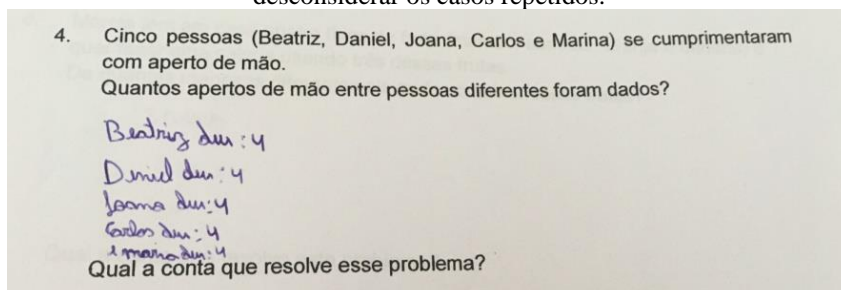 desconsiderar os casos repetidos.
4. Cinco pessoas (Beatriz, Daniel, Joana, Carlos e Marina) se cumprimentaram
com aperto de mão.
Quantos apertos de mão entre pessoas diferentes foram dados?
Beatriz deu : 4
Daniel deu : 4
Joana deu : 4
Carlos deu : 4
e deu : 4
Qual a conta que resolve esse problema?